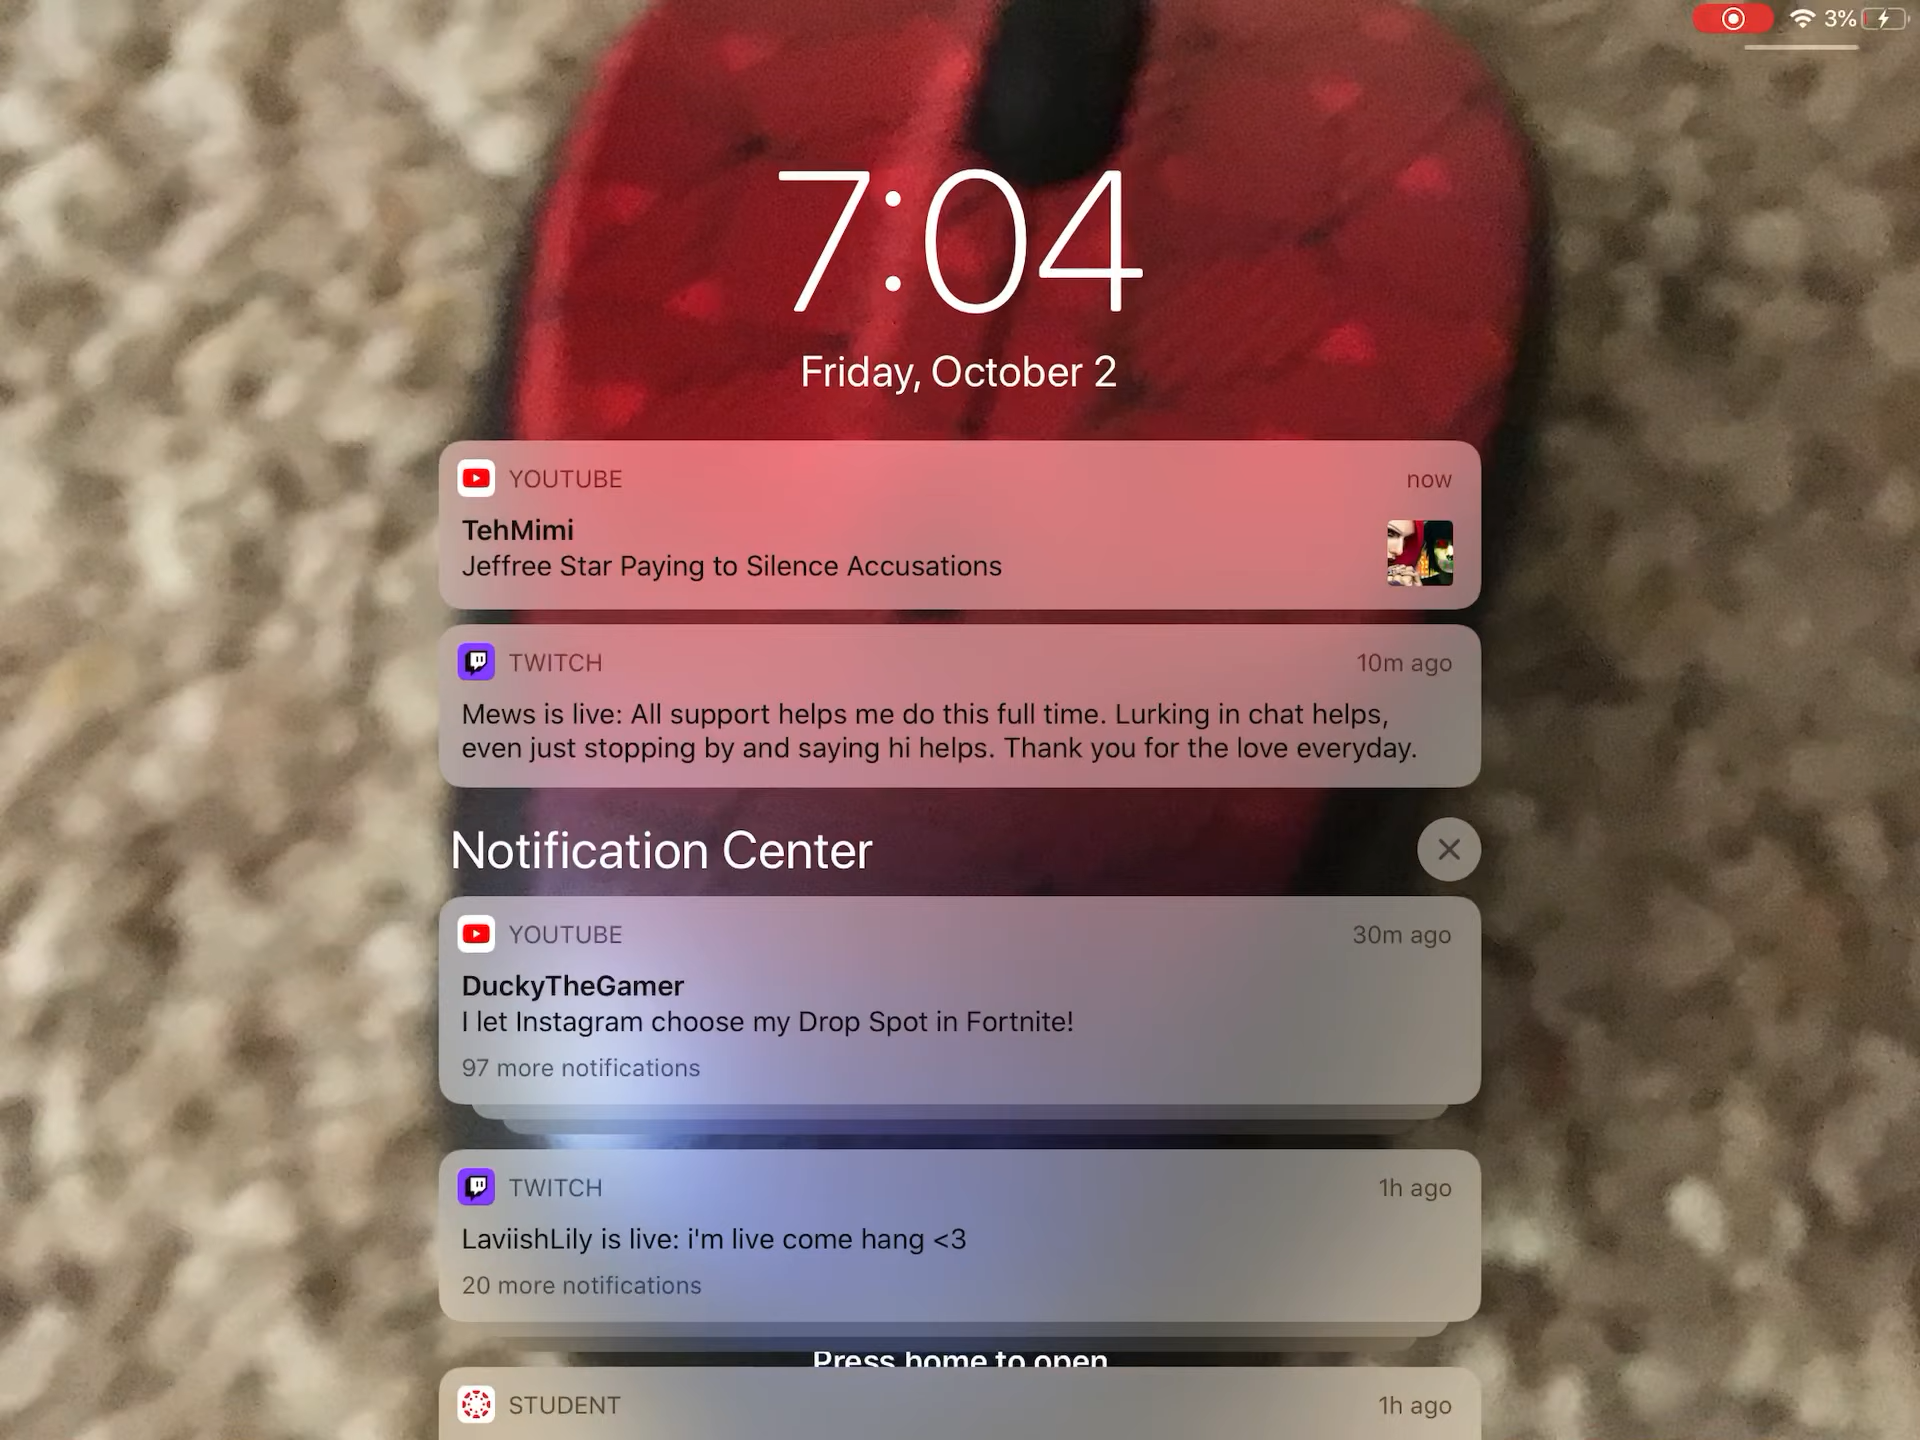 3%
7:04
Friday, October 2
YOUTUBE
now
TehMimi
Jeffree Star Paying to Silence Accusations
TWITCH
10m ago
Mews is live: All support helps me do this full time. Lurking in chat helps,
even just stopping by and saying hi helps. Thank you for the love everyday.
Notification Center
YOUTUBE
30m ago
DuckyTheGamer
I let Instagram choose my Drop Spot in Fortnite!
97 more notifications
TWITCH
1h ago
LaviishLily is live: i'm live come hang <3
20 more notifications
Press home to open
STUDENT
1h ago